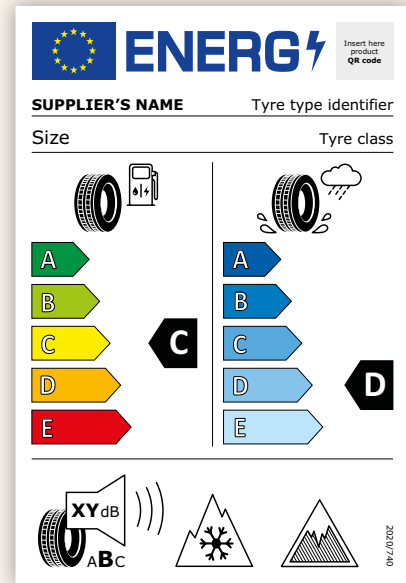 ENERG
Insert here
product
QR code
SUPPLIER'S NAME Tyre type identifier
Size Tyre class
A
B
C
D
E
C
A
B
C
D
E
D
XYdB
ABC
2020/740